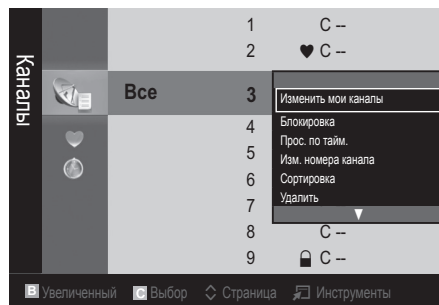 Каналы
1 C --
2 ♥ C --
Все 3
4
5
6
7
8 C --
9 C --
Изменить мои каналы
Блокировка
Прос. по тайм.
Изм. номера канала
Сортировка
Удалить
▼
B Увеличенный C Выбор Страница Инструменты